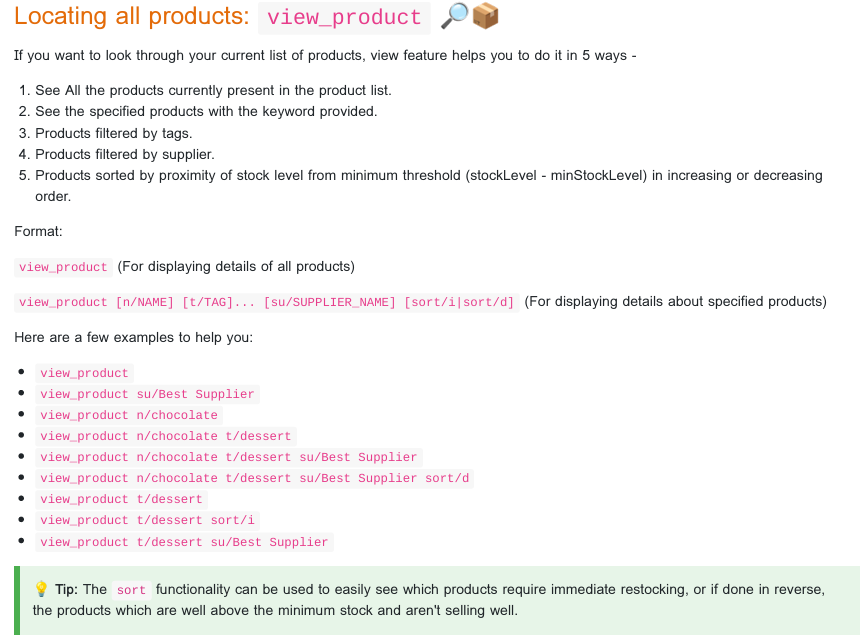 Locating all products: view_product 🔎📦
If you want to look through your current list of products, view feature helps you to do it in 5 ways -
1. See All the products currently present in the product list.
2. See the specified products with the keyword provided.
3. Products filtered by tags.
4. Products filtered by supplier.
5. Products sorted by proximity of stock level from minimum threshold (stockLevel - minStockLevel) in increasing or decreasing
order.
Format:
view_product (For displaying details of all products)
view_product [n/NAME] [t/TAG]... [su/SUPPLIER_NAME] [sort/i|sort/d] (For displaying details about specified products)
Here are a few examples to help you:
• view_product
• view_product su/Best Supplier
• view_product n/chocolate
• view_product n/chocolate t/dessert
• view_product n/chocolate t/dessert su/Best Supplier
• view_product n/chocolate t/dessert su/Best Supplier sort/d
• view_product t/dessert
• view_product t/dessert sort/i
• view_product t/dessert su/Best Supplier
💡 Tip: The sort functionality can be used to easily see which products require immediate restocking, or if done in reverse,
the products which are well above the minimum stock and aren't selling well.